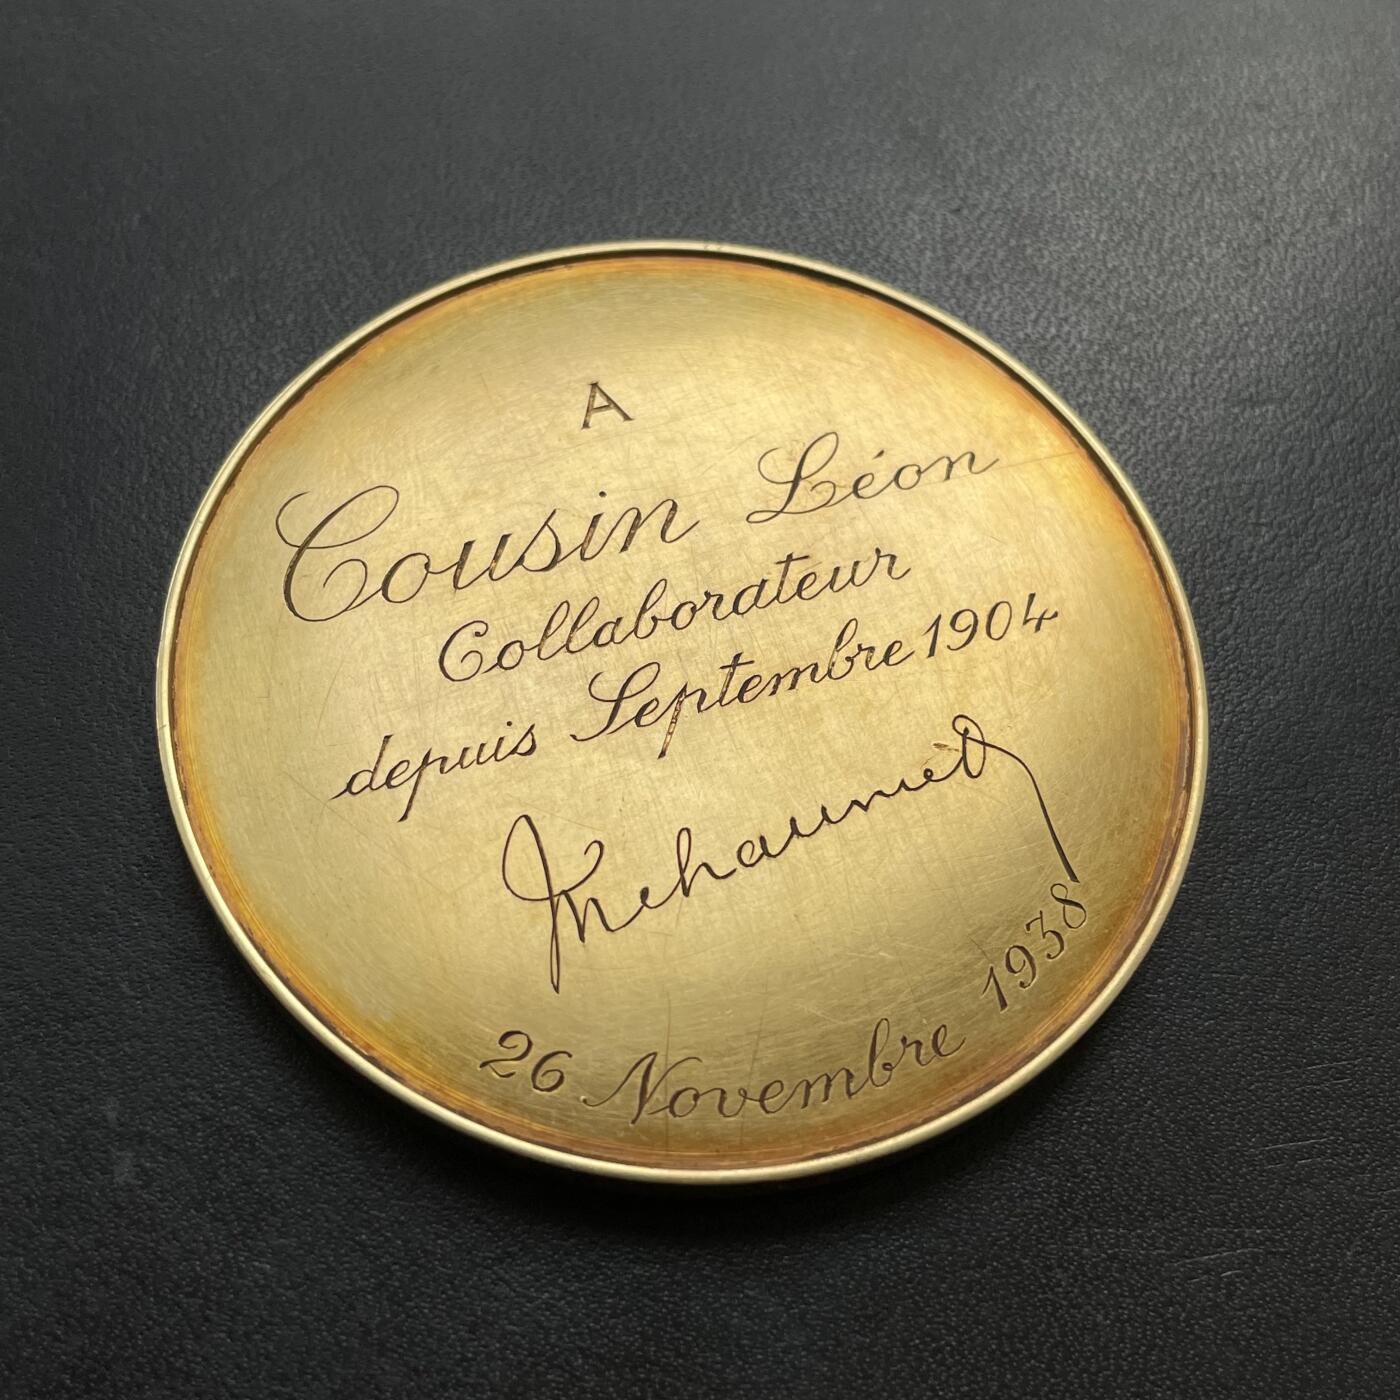 A
Cousin Léon
Collaborateur
depuis Septembre 1904
26 Novembre 1938